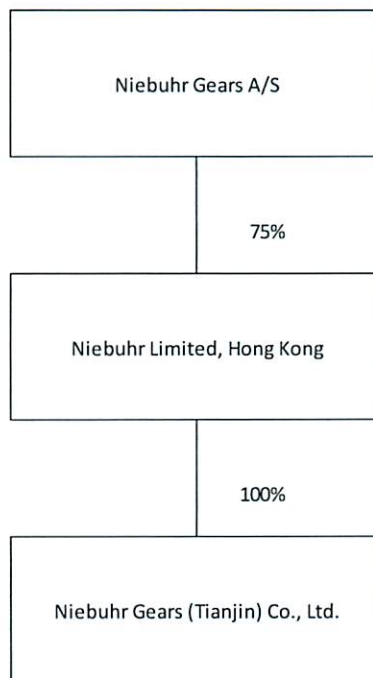 Niebuhr Gears A/S
75%
Niebuhr Limited, Hong Kong
100%
Niebuhr Gears (Tianjin) Co., Ltd.